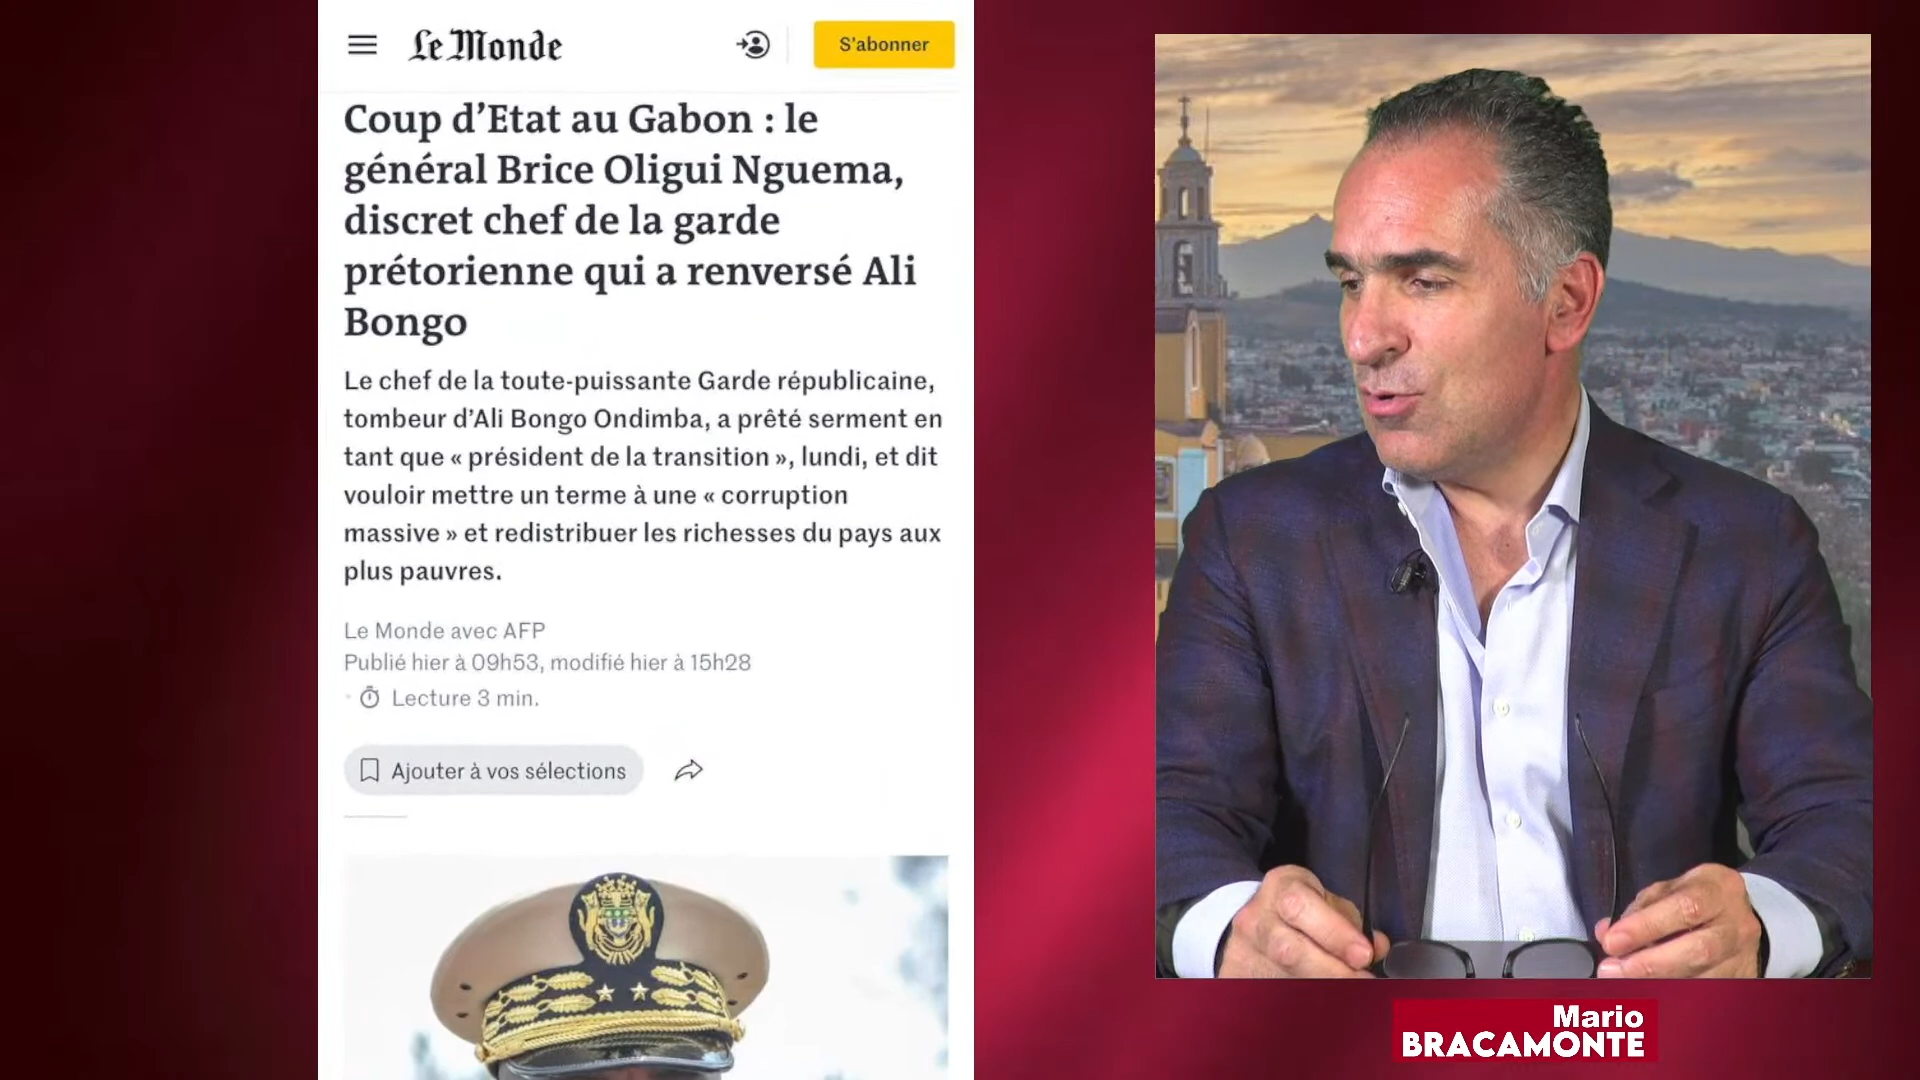 Le Monde
S'abonner
Coup d'Etat au Gabon : le
général Brice Oligui Nguema,
discret chef de la garde
prétorienne qui a renversé Ali
Bongo
Le chef de la toute-puissante Garde républicaine,
tombeur d'Ali Bongo Ondimba, a prêté serment en
tant que « président de la transition », lundi, et dit
vouloir mettre un terme à une « corruption
massive » et redistribuer les richesses du pays aux
plus pauvres.
Le Monde avec AFP
Publié hier à 09h53, modifié hier à 15h28
Lecture 3 min.
Ajouter à vos sélections
Mario
BRACAMONTE